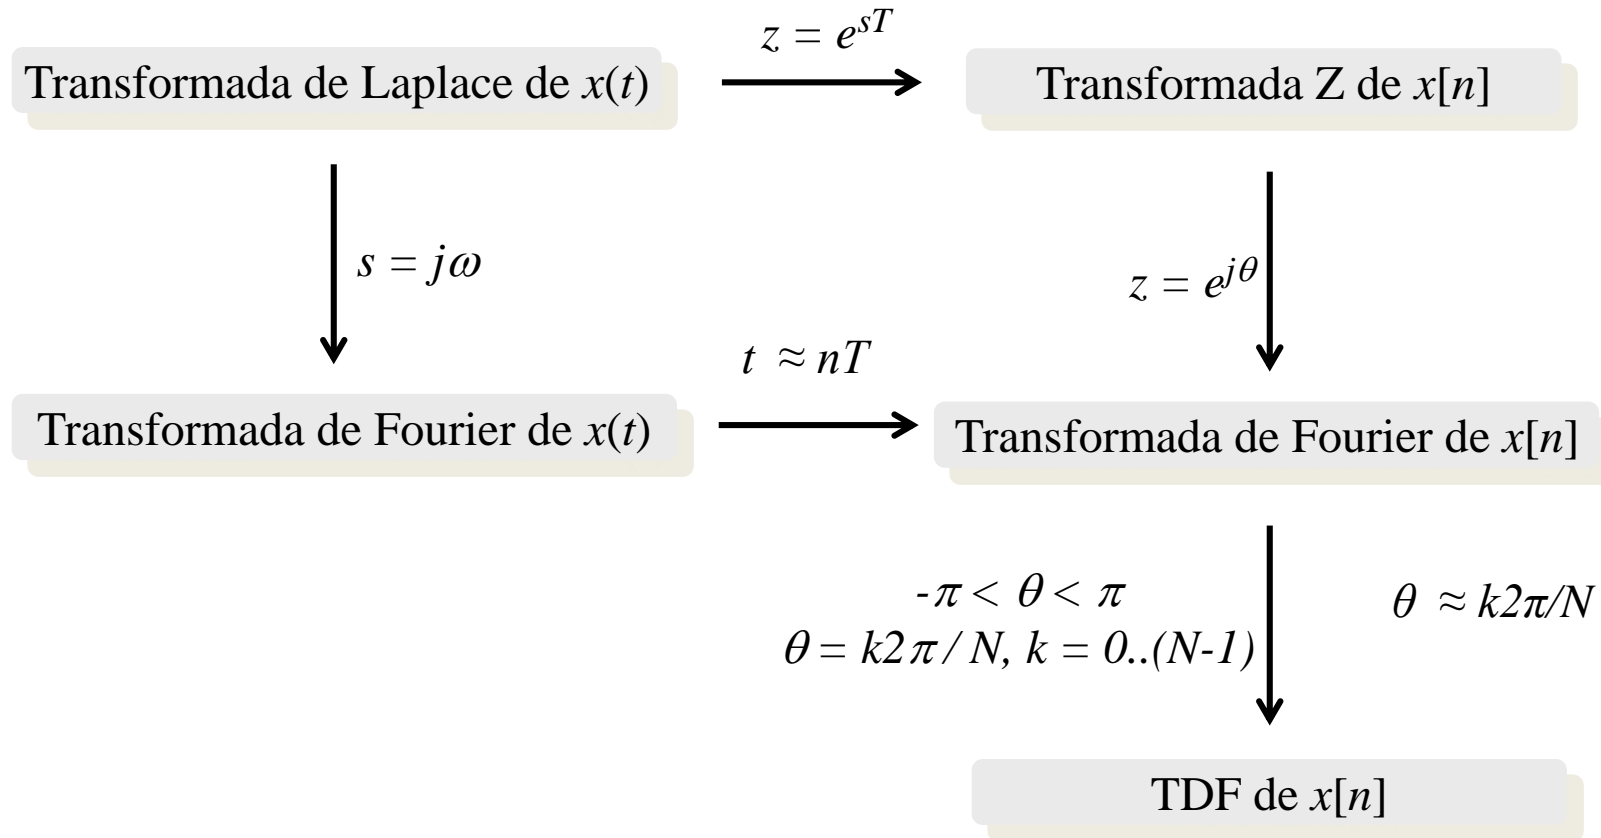 z = e^{sT}
Transformada de Laplace de x(t)
Transformada Z de x[n]
s = jω
z = e^{jθ}
t ≈ nT
Transformada de Fourier de x(t)
Transformada de Fourier de x[n]
-π < θ < π
θ ≈ k2π/N
θ = k2π / N, k = 0..(N-1)
TDF de x[n]